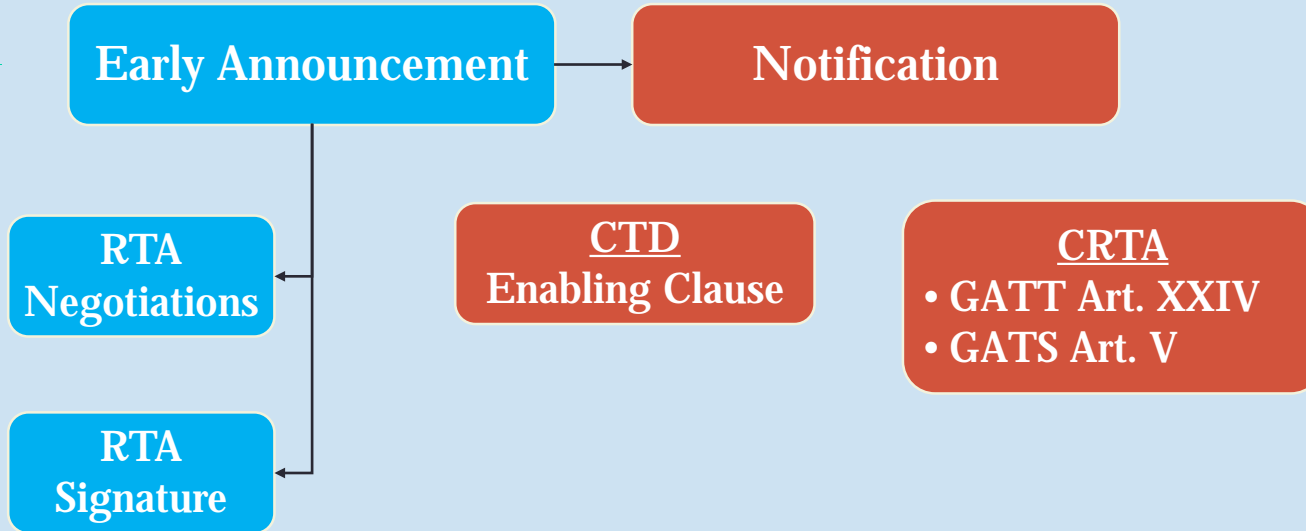 Early Announcement
Notification
RTA
Negotiations
CTD
Enabling Clause
CRTA
• GATT Art. XXIV
• GATS Art. V
RTA
Signature